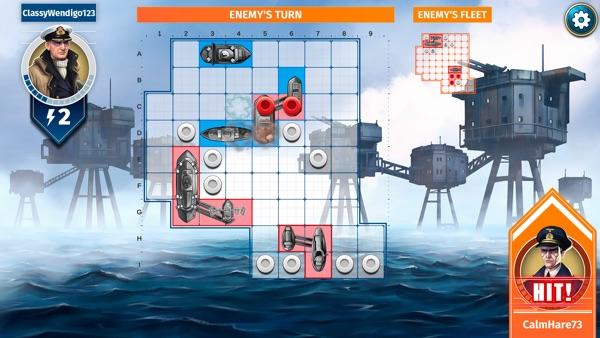 ClassyWendigo123
ENEMY'S TURN
ENEMY'S FLEET
1 2 3 4 5 6 7 8 9
A
B
C
2
D
E
F
G
H
I
HIT!
CalmHare73